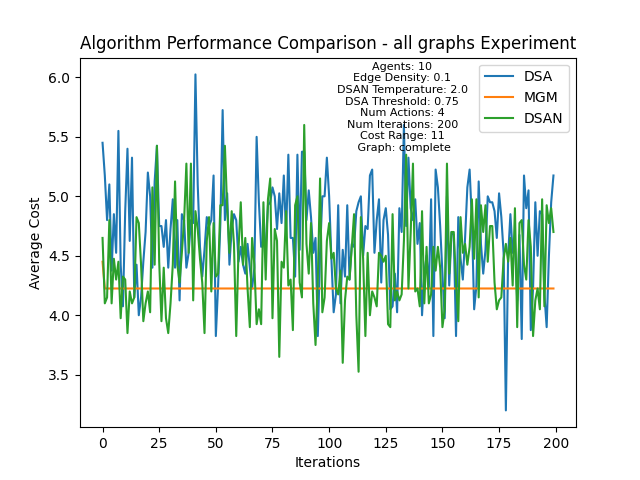 Algorithm Performance Comparison - all graphs Experiment
Agents: 10
Edge Density: 0.1
DSAN Temperature: 2.0
DSA Threshold: 0.75
Num Actions: 4
Num Iterations: 200
Cost Range: 11
Graph: complete
DSA
MGM
DSAN
Average Cost
6.0
5.5
5.0
4.5
4.0
3.5
0
25
50
75
100
125
150
175
200
Iterations